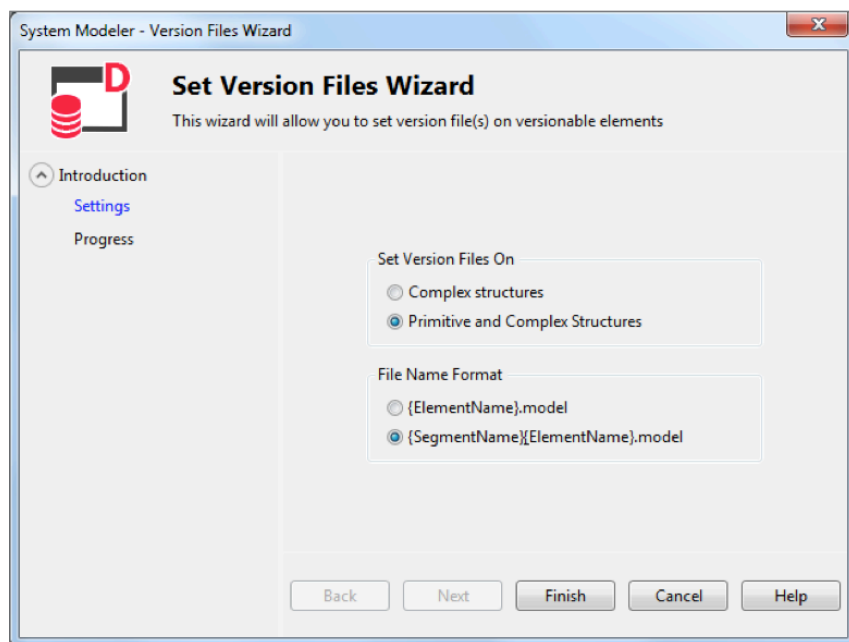 System Modeler - Version Files Wizard
D
Set Version Files Wizard
This wizard will allow you to set version file(s) on versionable elements
Introduction
Settings
Progress
Set Version Files On
Complex structures
Primitive and Complex Structures
File Name Format
{ElementName}.model
{SegmentName}{ElementName}.model
Back Next Finish Cancel Help